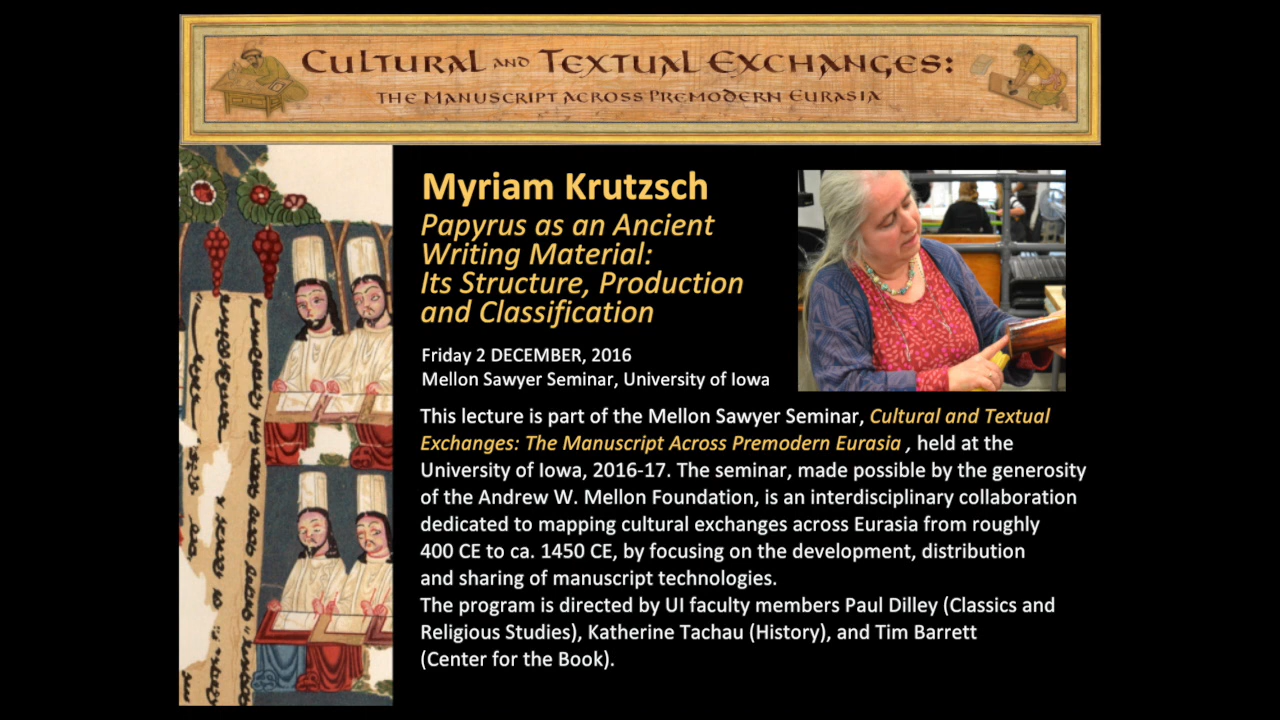 Cultural and Textual Exchanges:
The Manuscript Across Premodern Eurasia
Myriam Krutzsch
Papyrus as an Ancient
Writing Material:
Its Structure, Production
and Classification
Friday 2 DECEMBER, 2016
Mellon Sawyer Seminar, University of Iowa
This lecture is part of the Mellon Sawyer Seminar, Cultural and Textual
Exchanges: The Manuscript Across Premodern Eurasia , held at the
University of Iowa, 2016-17. The seminar, made possible by the generosity
of the Andrew W. Mellon Foundation, is an interdisciplinary collaboration
dedicated to mapping cultural exchanges across Eurasia from roughly
400 CE to ca. 1450 CE, by focusing on the development, distribution
and sharing of manuscript technologies.
The program is directed by UI faculty members Paul Dilley (Classics and
Religious Studies), Katherine Tachau (History), and Tim Barrett
(Center for the Book).